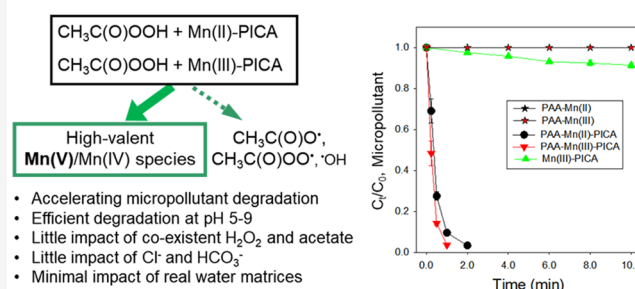 CH₃C(O)OOH + Mn(II)-PICA
CH₃C(O)OOH + Mn(III)-PICA
High-valent
Mn(V)/Mn(IV) species
CH₃C(O)O•,
CH₃C(O)OO•, •OH
• Accelerating micropollutant degradation
• Efficient degradation at pH 5-9
• Little impact of co-existent H₂O₂ and acetate
• Little impact of Cl⁻ and HCO₃⁻
• Minimal impact of real water matrices
Cₜ/C₀, Micropollutant
1.0
0.8
0.6
0.4
0.2
0.0
PAA-Mn(II)
PAA-Mn(III)
PAA-Mn(II)-PICA
PAA-Mn(III)-PICA
Mn(III)-PICA
0.0 2.0 4.0 6.0 8.0 10.
Time (min)